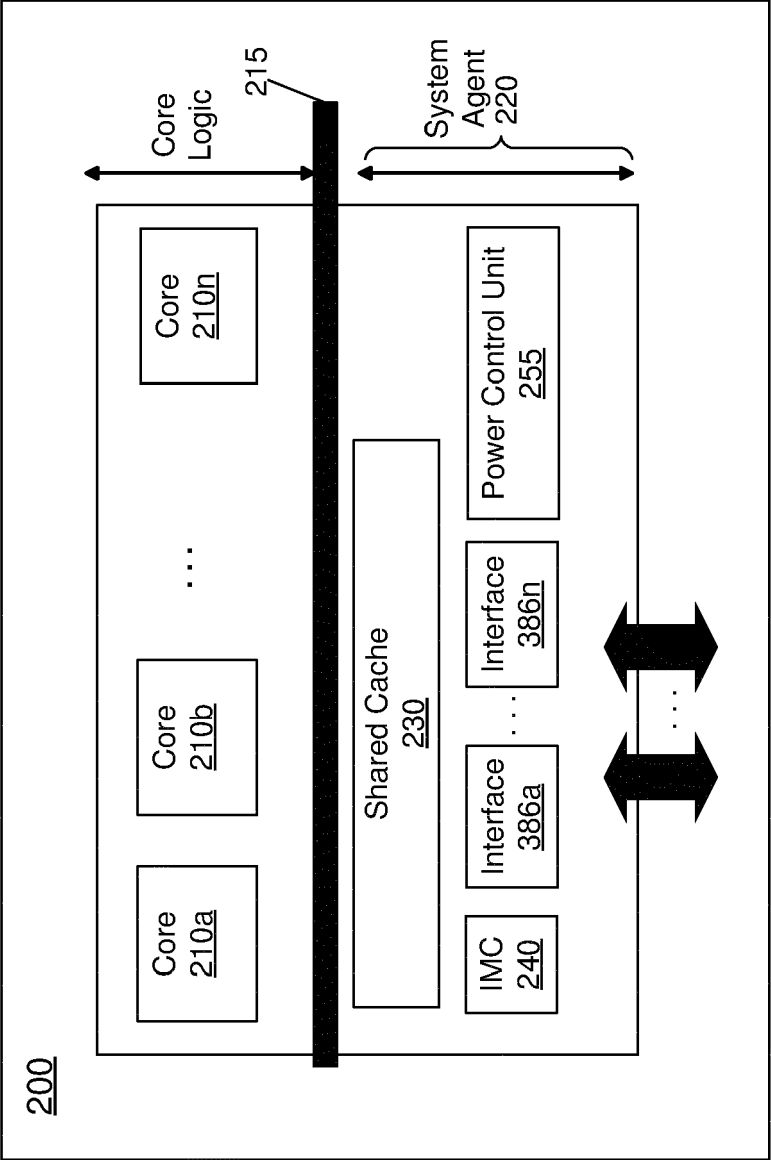 200
Core
210a
Core
210b
...
Core
210n
Core
Logic
215
Shared Cache
230
System
Agent
220
IMC
240
Interface
386a
...
Interface
386n
Power Control Unit
255
...